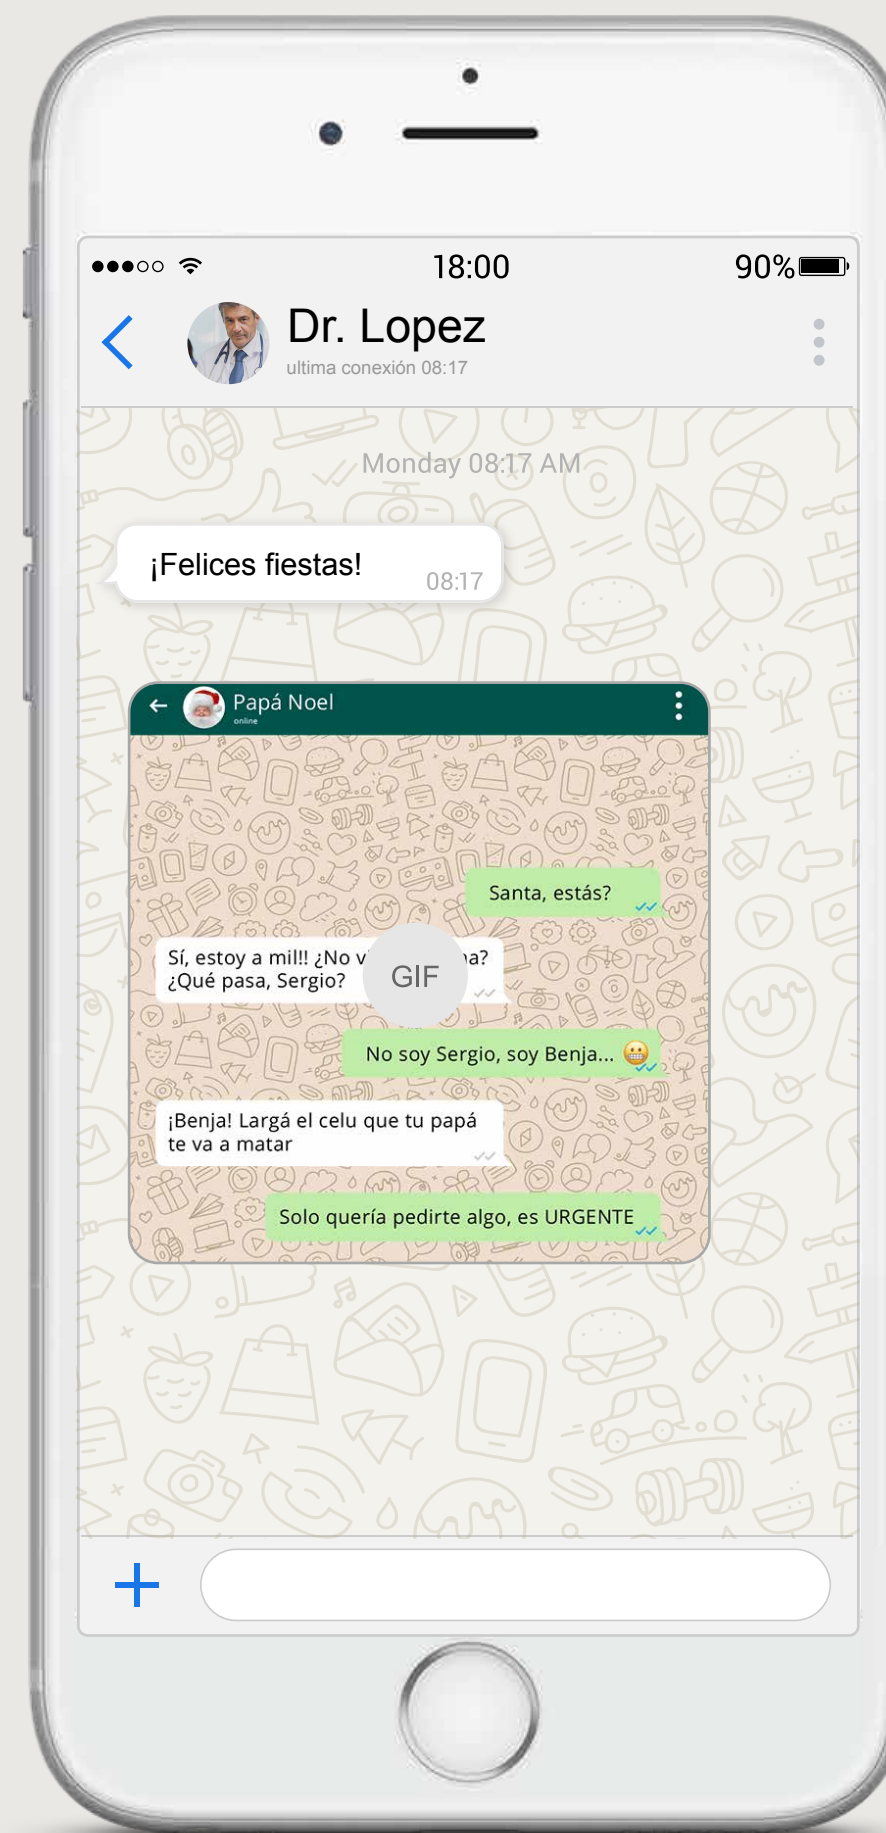 18:00
90%
Dr. Lopez
ultima conexión 08:17
Monday 08:17 AM
¡Felices fiestas!
08:17
Papá Noel
online
Santa, estás?
Sí, estoy a mil!! ¿No
¿Qué pasa, Sergio?
GIF
No soy Sergio, soy Benja... 😬
¡Benja! Largá el celu que tu papá
te va a matar
Solo quería pedirte algo, es URGENTE